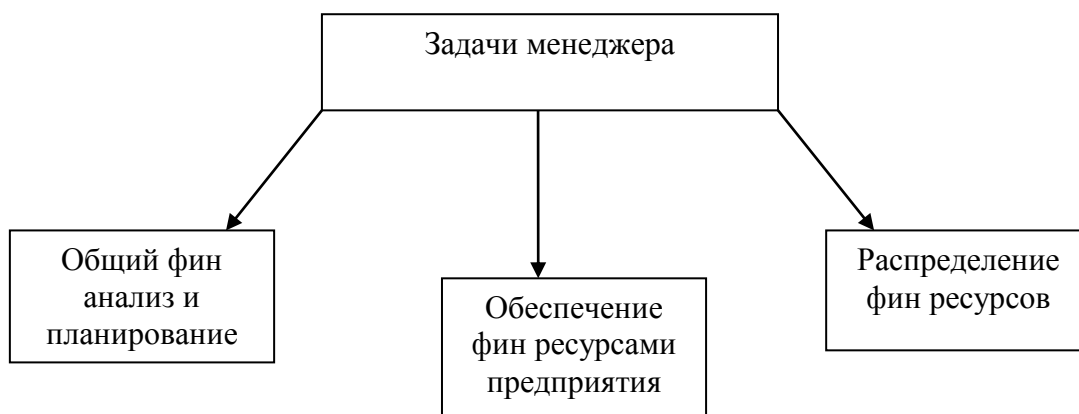 Задачи менеджера
Общий фин
анализ и
планирование
Обеспечение
фин ресурсами
предприятия
Распределение
фин ресурсов